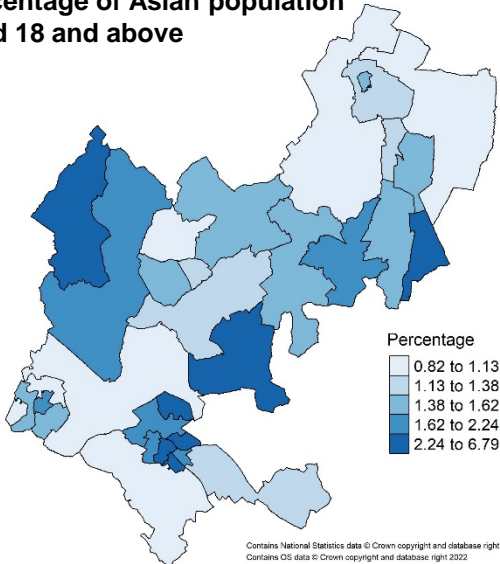 centage of Asian population
d 18 and above
Percentage
0.82 to 1.13
1.13 to 1.38
1.38 to 1.62
1.62 to 2.24
2.24 to 6.79
Contains National Statistics data © Crown copyright and database right
Contains OS data © Crown copyright and database right 2022